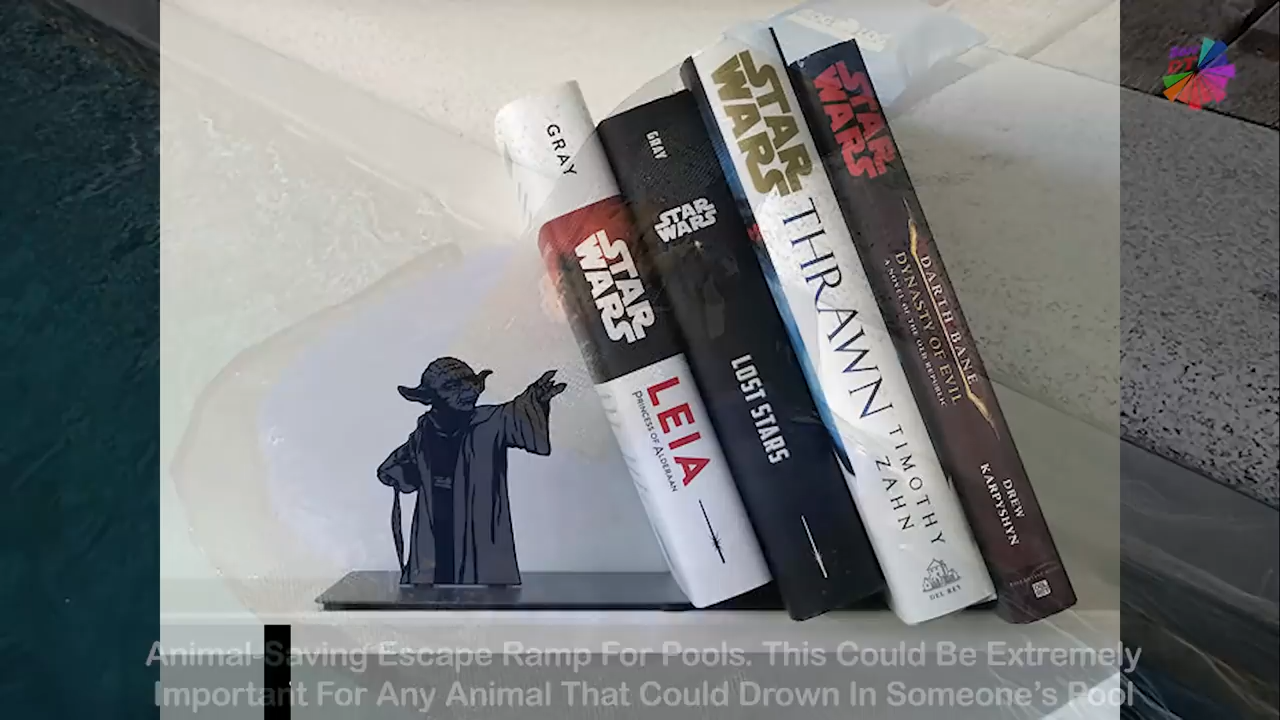 GRAY
STAR
WARS
LEIA
PRINCESS OF ALDERAAN
GRAY
STAR
WARS
LOST STARS
STAR
WARS
THRAWN
TIMOTHY
ZAHN
DEL REY
STAR
WARS
DARTH BANE
DYNASTY OF EVIL
A NOVEL OF THE OLD REPUBLIC
DREW
KARPYSHYN
Animal-Saving Escape Ramp For Pools. This Could Be Extremely
Important For Any Animal That Could Drown In Someone's Pool